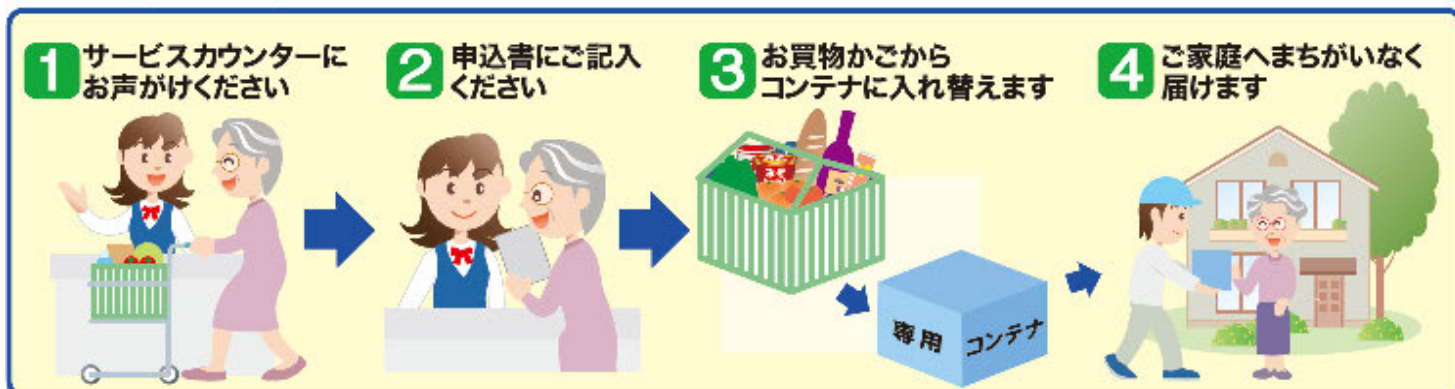 1 サービスカウンターに
お声がけください
2 申込書にご記入
ください
3 お買物かごから
コンテナに入れ替えます
4 ご家庭へまちがいなく
届けます
専用 コンテナ